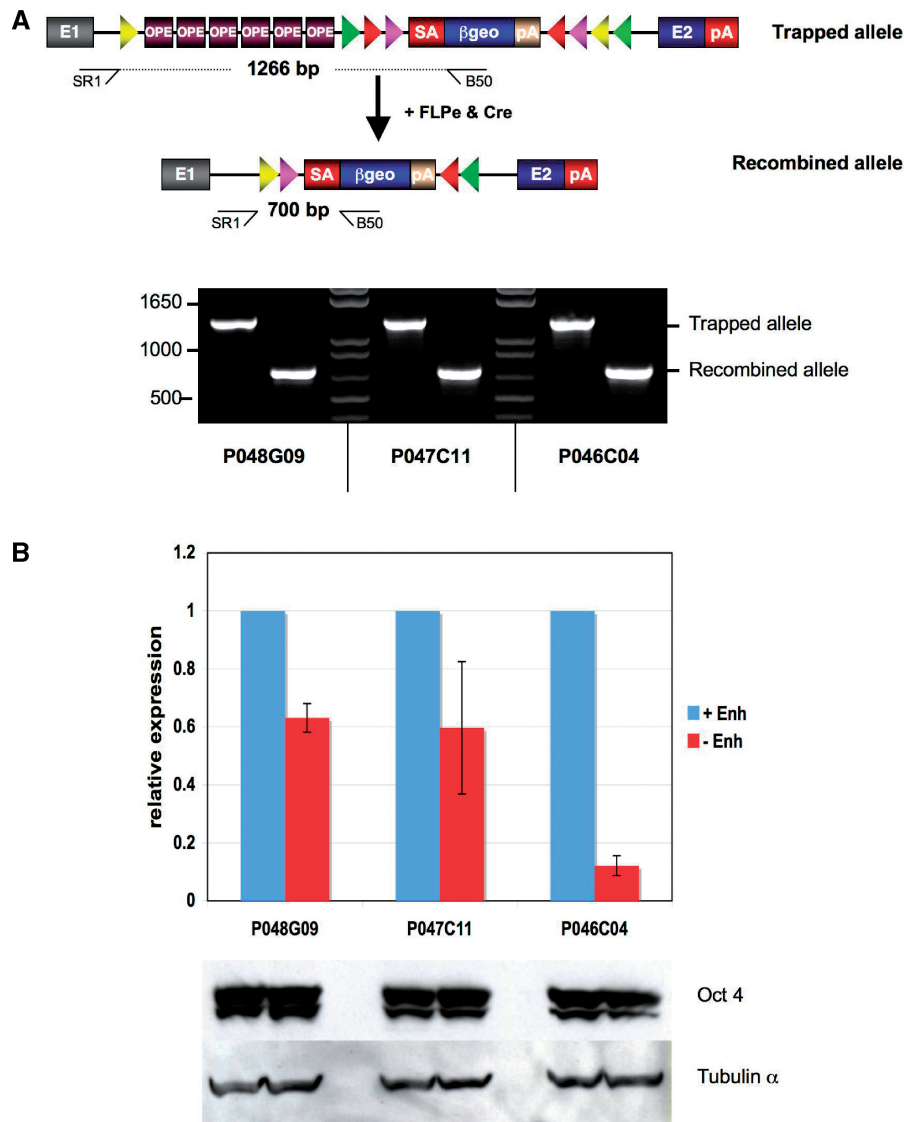 A
E1 OPE OPE OPE OPE OPE OPE SA βgeo pA E2 pA Trapped allele
SR1 1266 bp B50
+ FLPe & Cre
E1 SA βgeo pA E2 pA Recombined allele
SR1 700 bp B50
1650
Trapped allele
1000
Recombined allele
500
P048G09 P047C11 P046C04
B
1.2
1
0.8
0.6
0.4
0.2
0
relative expression
+ Enh
- Enh
P048G09 P047C11 P046C04
Oct 4
Tubulin α